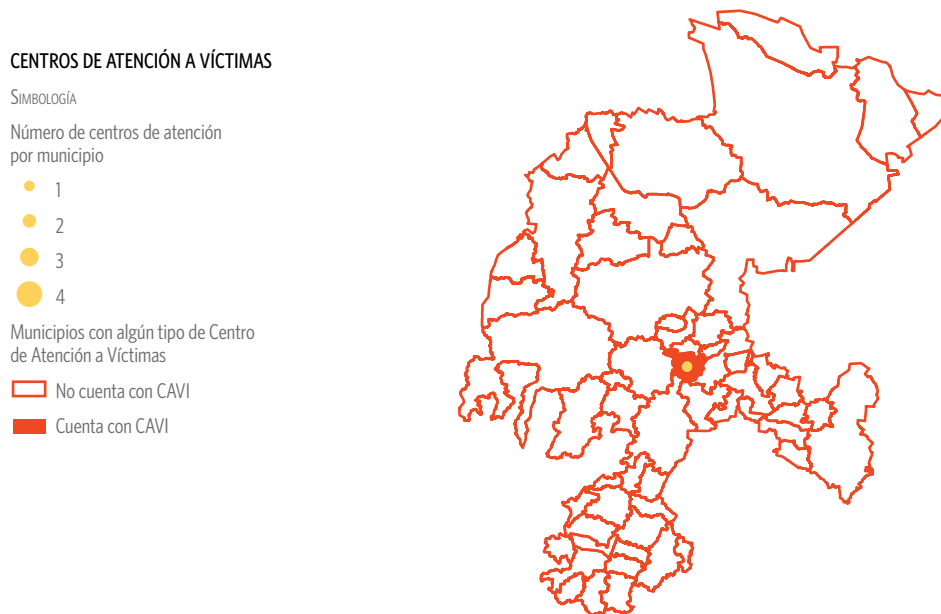 CENTROS DE ATENCIÓN A VÍCTIMAS
SIMBOLOGÍA
Número de centros de atención
por municipio
1
2
3
4
Municipios con algún tipo de Centro
de Atención a Víctimas
No cuenta con CAVI
Cuenta con CAVI